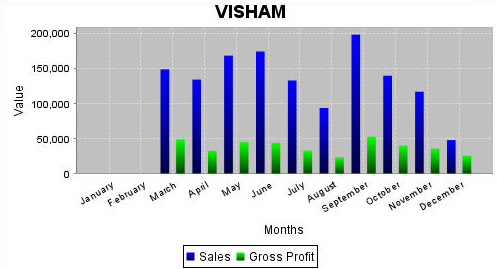 VISHAM
200,000
150,000
100,000
50,000
0
Value
January
February
March
April
May
June
July
August
September
October
November
December
Months
Sales Gross Profit